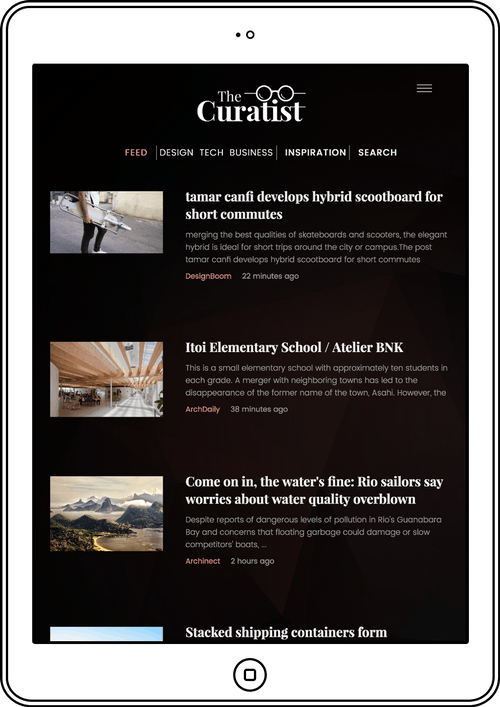 The
Curatist
FEED DESIGN TECH BUSINESS INSPIRATION SEARCH
tamar canfi develops hybrid scootboard for
short commutes
merging the best qualities of skateboards and scooters, the elegant
hybrid is ideal for short trips around the city or campus.The post
tamar canfi develops hybrid scootboard for short commutes
DesignBoom 22 minutes ago
Itoi Elementary School / Atelier BNK
This is a small elementary school with approximately ten students in
each grade. A merger with neighboring towns has led to the
disappearance of the former name of the town, Asahi. However, the
ArchDaily 38 minutes ago
Come on in, the water's fine: Rio sailors say
worries about water quality overblown
Despite reports of dangerous levels of pollution in Rio's Guanabara
Bay and concerns that floating garbage could damage or slow
competitors' boats, ...
Archinect 2 hours ago
Stacked shipping containers form